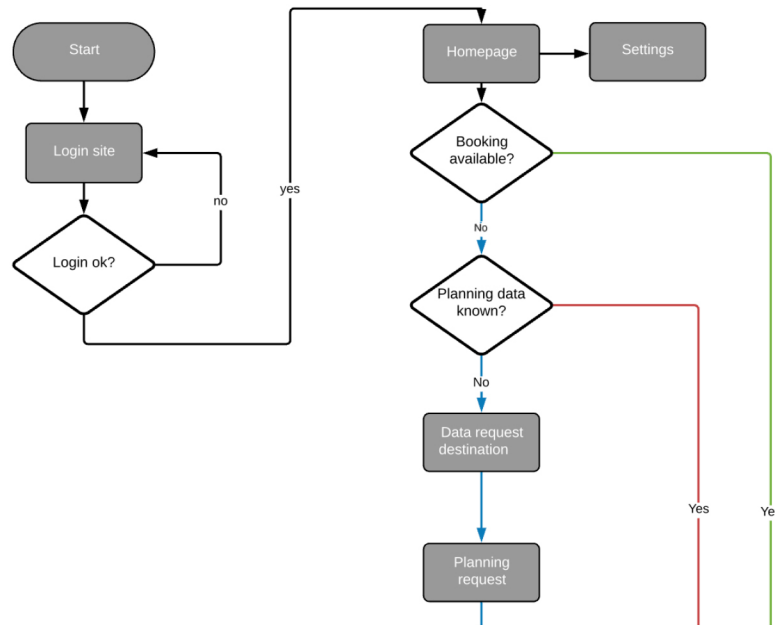 Start
Homepage
Settings
Login site
Booking
available?
yes
no
No
Login ok?
Planning data
known?
No
Data request
destination
Yes
Ye
Planning
request